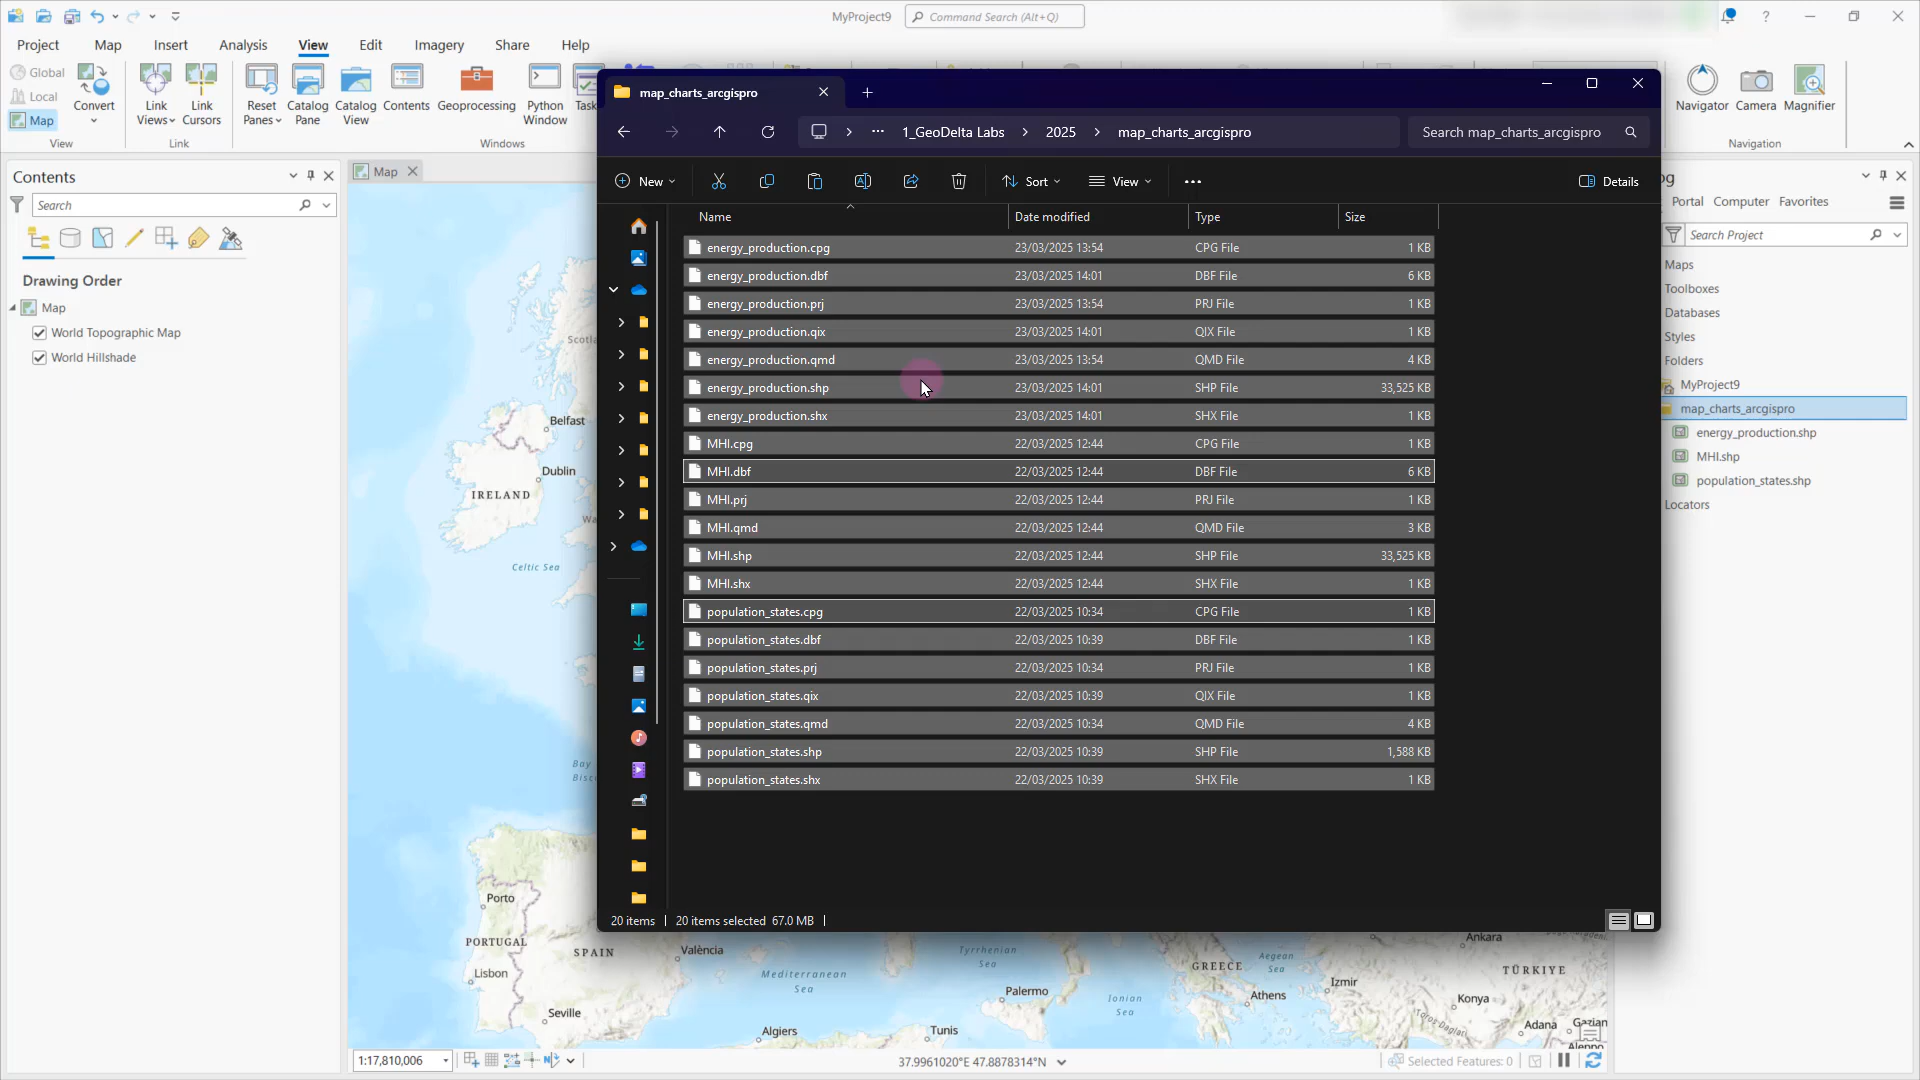 MyProject9
Command Search (Alt+Q)
Project
Map
Insert
Analysis
View
Edit
Imagery
Share
Help
Global
Local
Map
Convert
View
Link
Views
Link
Cursors
Link
Reset
Panes
Catalog
Pane
Catalog
View
Contents
Geoprocessing
Python
Window
Task
Windows
Navigator
Camera
Magnifier
Navigation
Contents
Search
Drawing Order
Map
World Topographic Map
World Hillshade
Map
map_charts_arcgispro
1_GeoDelta Labs
2025
map_charts_arcgispro
Search map_charts_arcgispro
New
Sort
View
Details
Name Date modified Type Size
energy_production.cpg 23/03/2025 13:54 CPG File 1 KB
energy_production.dbf 23/03/2025 14:01 DBF File 6 KB
energy_production.prj 23/03/2025 13:54 PRJ File 1 KB
energy_production.qix 23/03/2025 14:01 QIX File 1 KB
energy_production.qmd 23/03/2025 13:54 QMD File 4 KB
energy_production.shp 23/03/2025 14:01 SHP File 33,525 KB
energy_production.shx 23/03/2025 14:01 SHX File 1 KB
MHI.cpg 22/03/2025 12:44 CPG File 1 KB
MHI.dbf 22/03/2025 12:44 DBF File 6 KB
MHI.prj 22/03/2025 12:44 PRJ File 1 KB
MHI.qmd 22/03/2025 12:44 QMD File 3 KB
MHI.shp 22/03/2025 12:44 SHP File 33,525 KB
MHI.shx 22/03/2025 12:44 SHX File 1 KB
population_states.cpg 22/03/2025 10:34 CPG File 1 KB
population_states.dbf 22/03/2025 10:39 DBF File 1 KB
population_states.prj 22/03/2025 10:34 PRJ File 1 KB
population_states.qix 22/03/2025 10:39 QIX File 1 KB
population_states.qmd 22/03/2025 10:34 QMD File 4 KB
population_states.shp 22/03/2025 10:39 SHP File 1,588 KB
population_states.shx 22/03/2025 10:39 SHX File 1 KB
20 items
20 items selected 67.0 MB
og
Portal
Computer
Favorites
Search Project
Maps
Toolboxes
Databases
Styles
Folders
MyProject9
map_charts_arcgispro
energy_production.shp
MHI.shp
population_states.shp
Locators
Scotl
Belfast
Dublin
IRELAND
Wa
Celtic Sea
Bay
Bisc
Porto
PORTUGAL
Lisbon
SPAIN
València
Seville
Algiers
Tunis
Palermo
Mediterranean
Sea
Tyrrhenian
Sea
Ionian
Sea
GREECE
Aegean
Sea
Athens
Izmir
Ankara
TÜRKIYE
Konya
Toros Dağlar
Adana
Gazian
Aleppo
1:17,810,006
37.9961020°E 47.8878314°N
Selected Features: 0